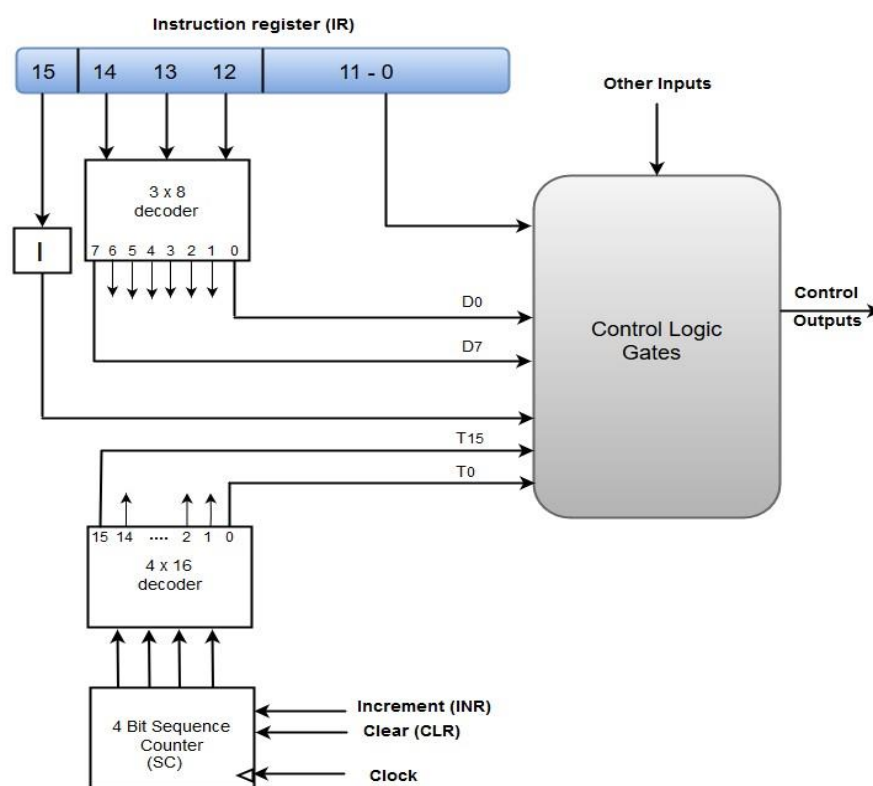 Instruction register (IR)
15 14 13 12 11 - 0
Other Inputs
3 x 8
decoder
7 6 5 4 3 2 1 0
I
D0
Control
Outputs
Control Logic
Gates
D7
T15
T0
15 14 .... 2 1 0
4 x 16
decoder
4 Bit Sequence
Counter
(SC)
Increment (INR)
Clear (CLR)
Clock